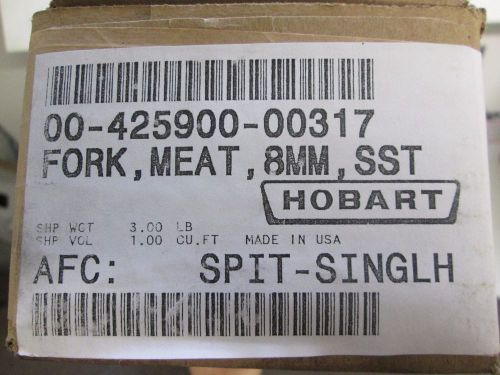 00-425900-00317
FORK, MEAT, 8MM, SST
HOBART
SHP WGT 3.00 LB
SHP VOL 1.00 CU.FT MADE IN USA
AFC: SPIT-SINGLH